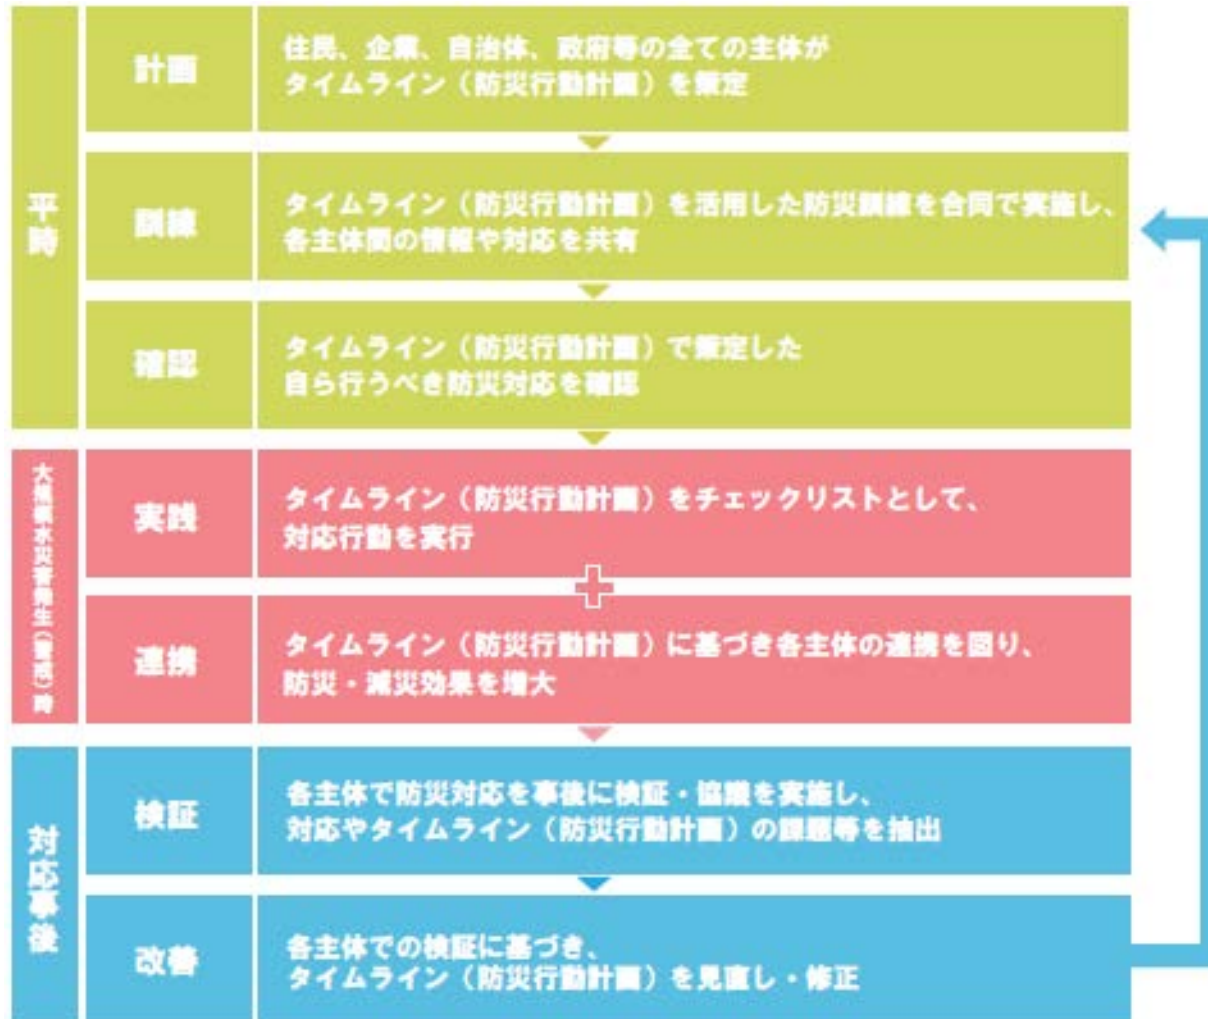 平時
計画
住民、企業、自治体、政府等の全ての主体が
タイムライン（防災行動計画）を策定
訓練
タイムライン（防災行動計画）を活用した防災訓練を合同で実施し、
各主体間の情報や対応を共有
確認
タイムライン（防災行動計画）で策定した
自ら行うべき防災対応を確認
大規模水災害発生（警戒）時
実践
タイムライン（防災行動計画）をチェックリストとして、
対応行動を実行
連携
タイムライン（防災行動計画）に基づき各主体の連携を図り、
防災・減災効果を増大
対応事後
検証
各主体で防災対応を事後に検証・協議を実施し、
対応やタイムライン（防災行動計画）の課題等を抽出
改善
各主体での検証に基づき、
タイムライン（防災行動計画）を見直し・修正